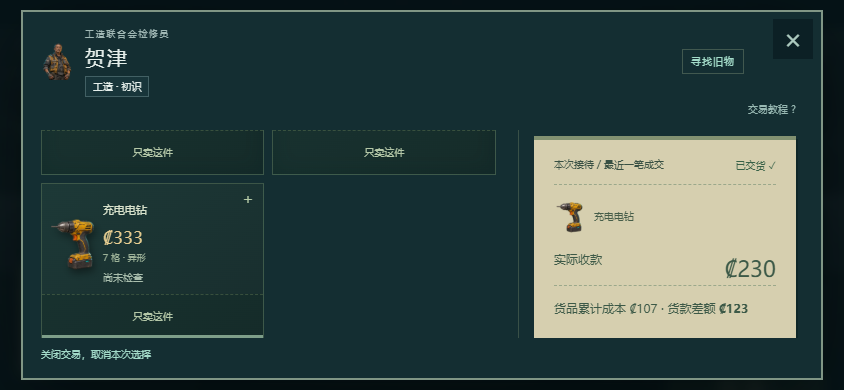 工造联合会检修员
贺津
工造 · 初识
寻找旧物
×
交易教程 ?
只卖这件
只卖这件
充电电钻
+
₡333
7 格 · 异形
尚未检查
只卖这件
关闭交易，取消本次选择
本次接待 / 最近一笔成交
已交货 ✓
充电电钻
实际收款
₡230
货品累计成本 ₡107 · 货款差额 ₡123